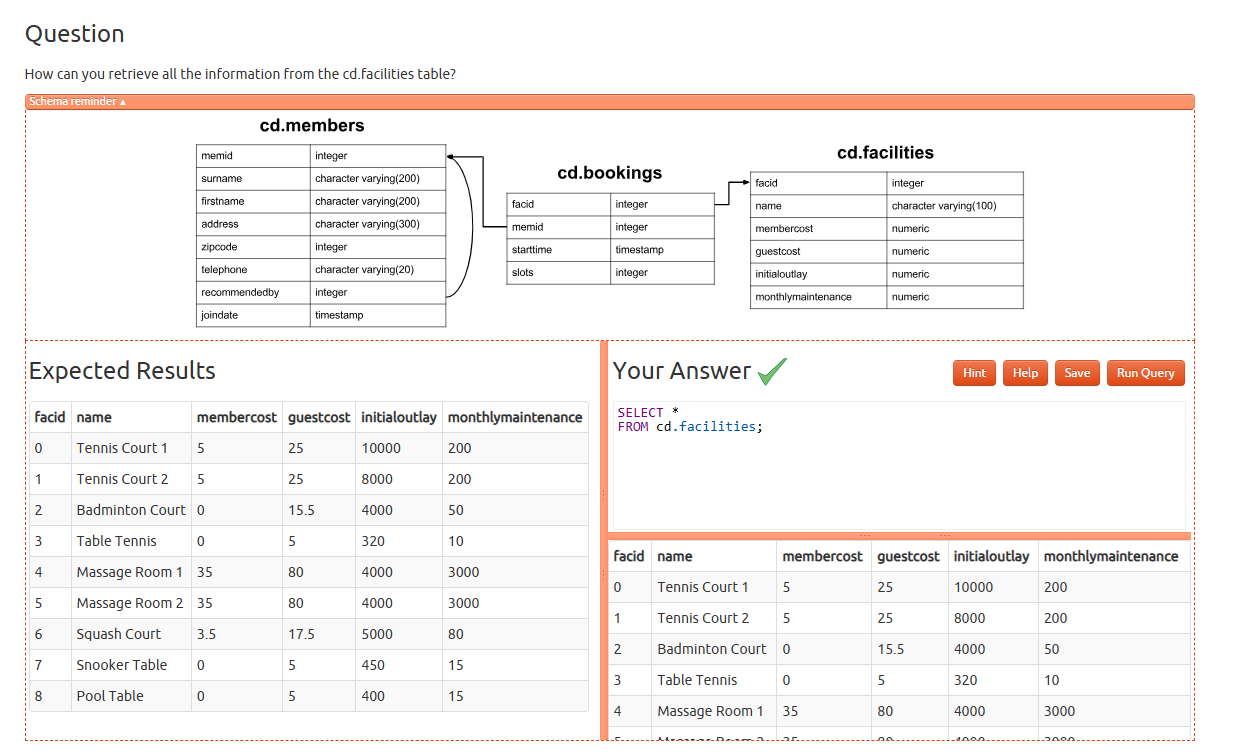 Question
How can you retrieve all the information from the cd.facilities table?
Schema reminder ▲
cd.members
memid integer
surname character varying(200)
firstname character varying(200)
address character varying(300)
zipcode integer
telephone character varying(20)
recommendedby integer
joindate timestamp
cd.bookings
facid integer
memid integer
starttime timestamp
slots integer
cd.facilities
facid integer
name character varying(100)
membercost numeric
guestcost numeric
initialoutlay numeric
monthlymaintenance numeric
Expected Results
facid name membercost guestcost initialoutlay monthlymaintenance
0 Tennis Court 1 5 25 10000 200
1 Tennis Court 2 5 25 8000 200
2 Badminton Court 0 15.5 4000 50
3 Table Tennis 0 5 320 10
4 Massage Room 1 35 80 4000 3000
5 Massage Room 2 35 80 4000 3000
6 Squash Court 3.5 17.5 5000 80
7 Snooker Table 0 5 450 15
8 Pool Table 0 5 400 15
Your Answer
Hint Help Save Run Query
SELECT *
FROM cd.facilities;
facid name membercost guestcost initialoutlay monthlymaintenance
0 Tennis Court 1 5 25 10000 200
1 Tennis Court 2 5 25 8000 200
2 Badminton Court 0 15.5 4000 50
3 Table Tennis 0 5 320 10
4 Massage Room 1 35 80 4000 3000